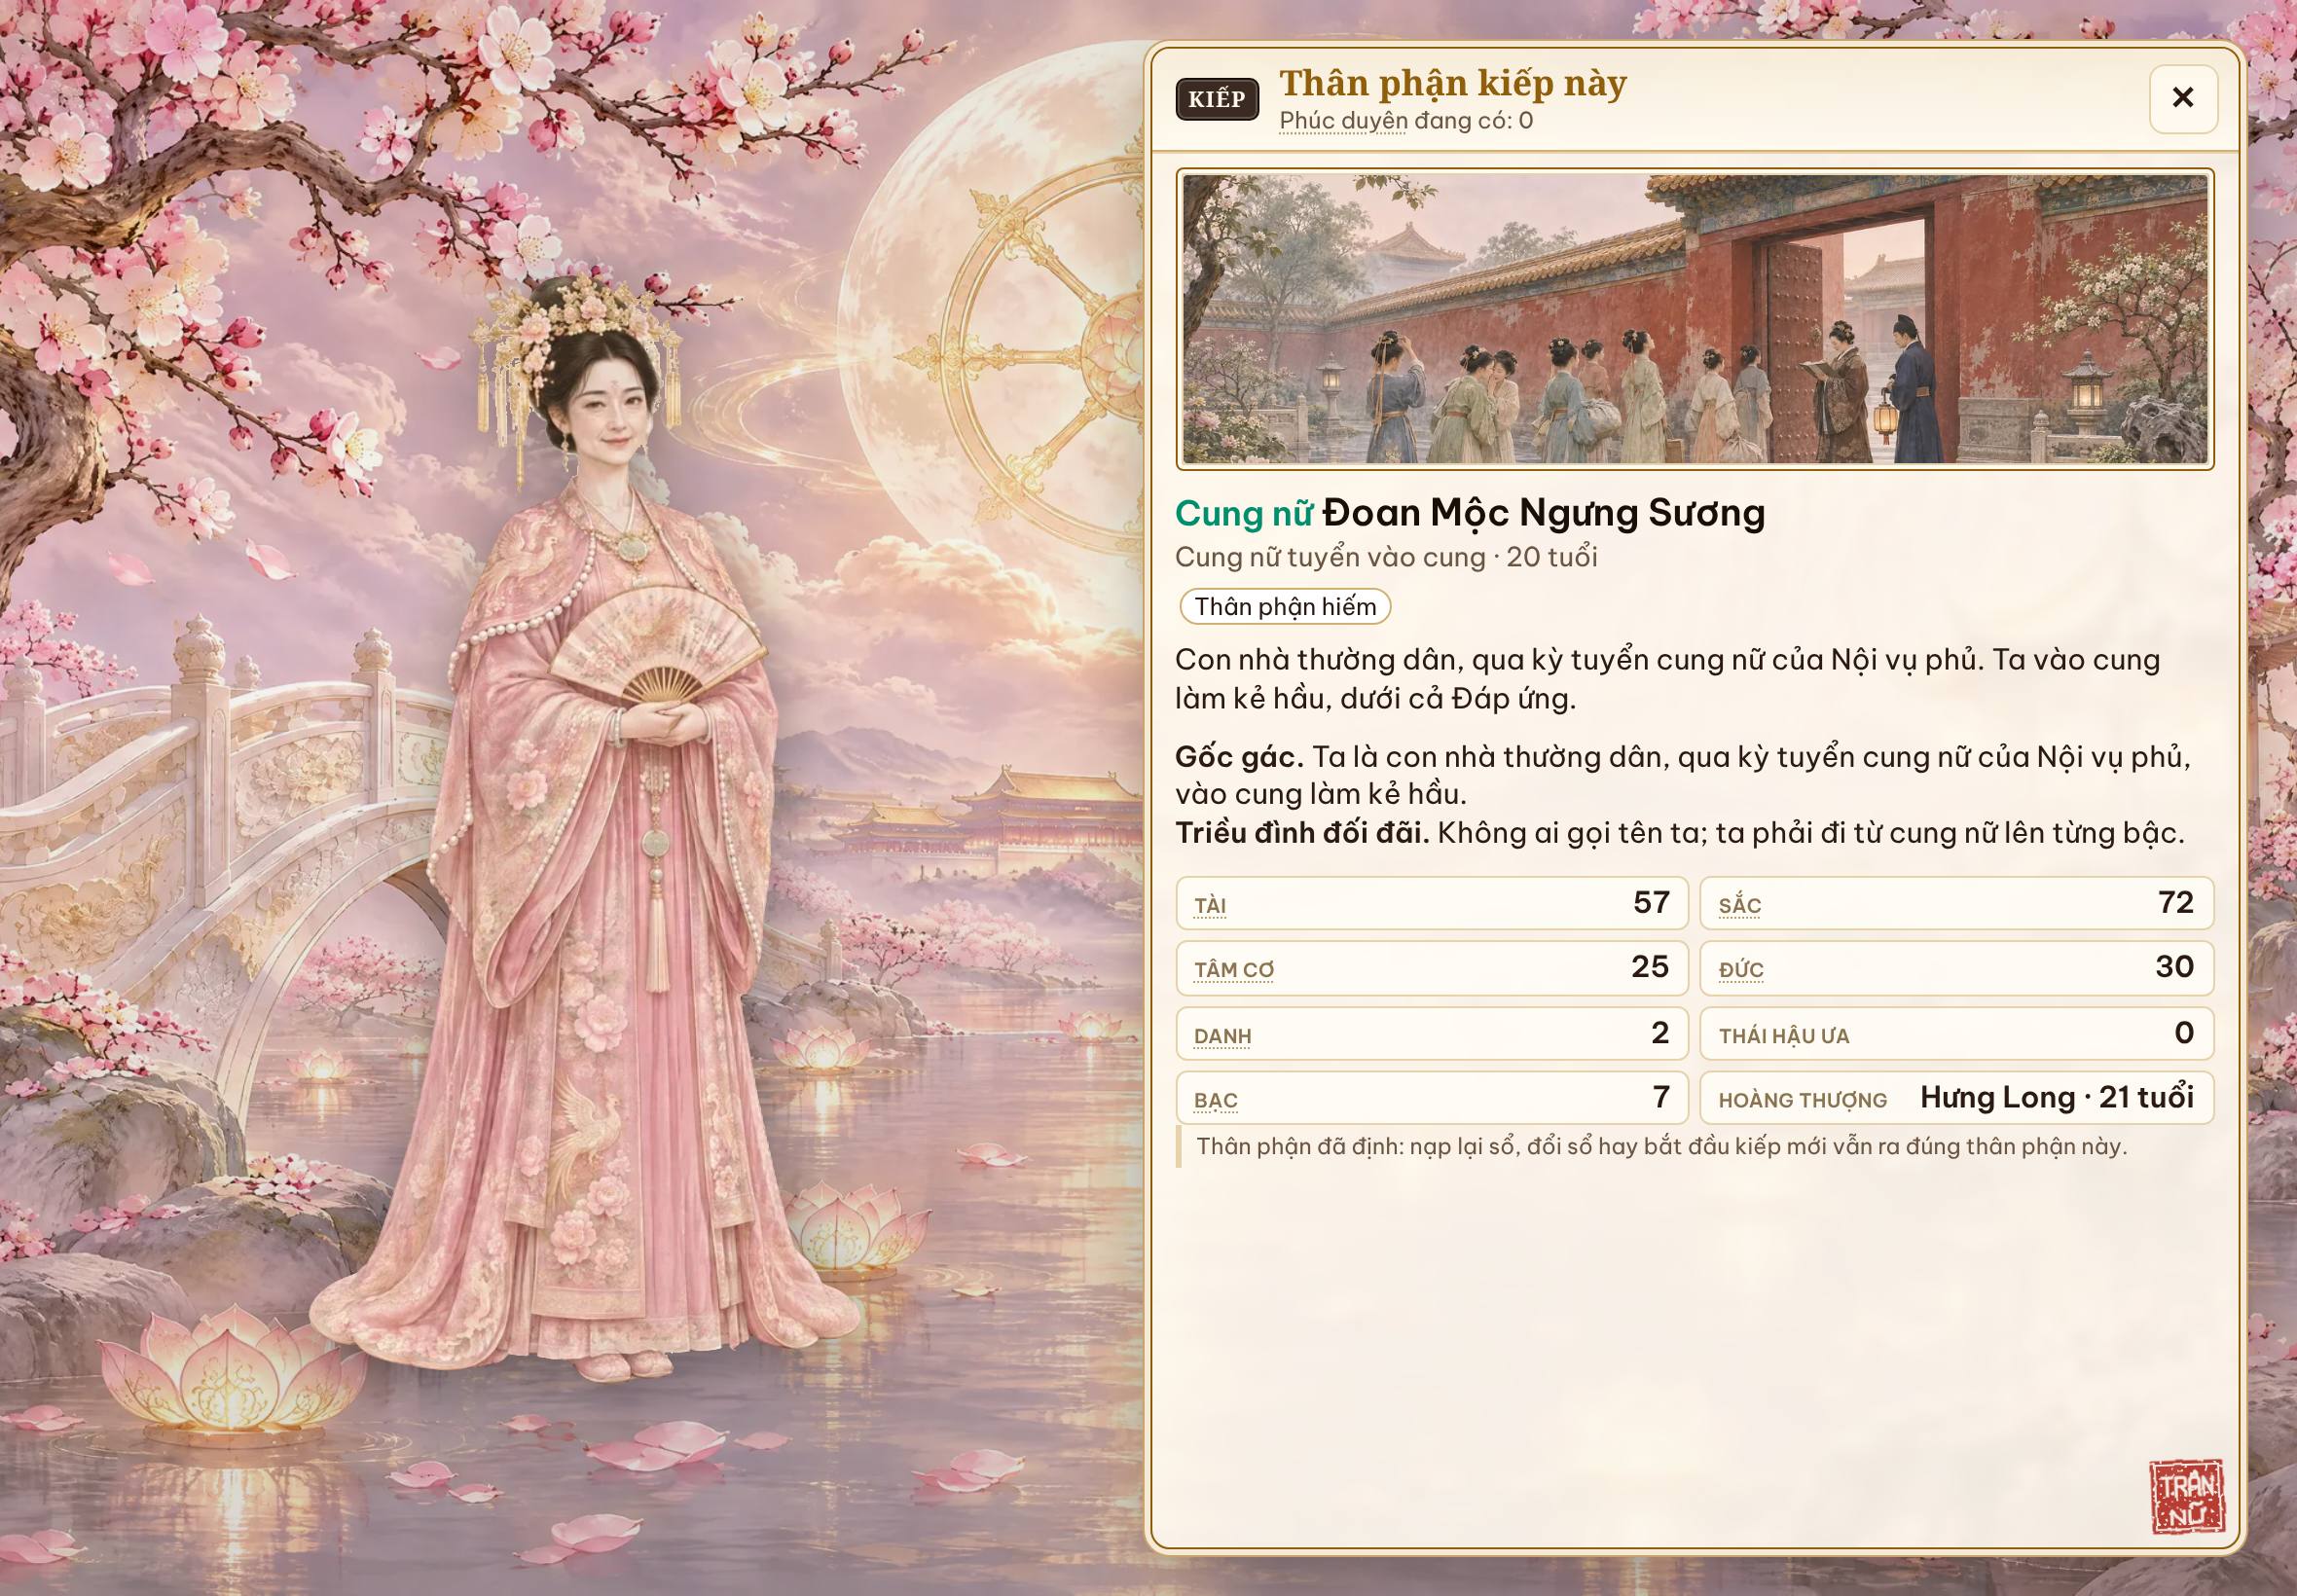 KIẾP
Thân phận kiếp này
Phúc duyên đang có: 0
×
Cung nữ Đoan Mộc Ngưng Sương
Cung nữ tuyển vào cung · 20 tuổi
Thân phận hiếm
Con nhà thường dân, qua kỳ tuyển cung nữ của Nội vụ phủ. Ta vào cung
làm kẻ hầu, dưới cả Đáp ứng.
Gốc gác. Ta là con nhà thường dân, qua kỳ tuyển cung nữ của Nội vụ phủ,
vào cung làm kẻ hầu.
Triều đình đối đãi. Không ai gọi tên ta; ta phải đi từ cung nữ lên từng bậc.
TÀI 57
SẮC 72
TÂM CƠ 25
ĐỨC 30
DANH 2
THÁI HẬU ƯA 0
BẠC 7
HOÀNG THƯỢNG Hưng Long · 21 tuổi
Thân phận đã định: nạp lại sổ, đổi sổ hay bắt đầu kiếp mới vẫn ra đúng thân phận này.
TRÂN
NỮ